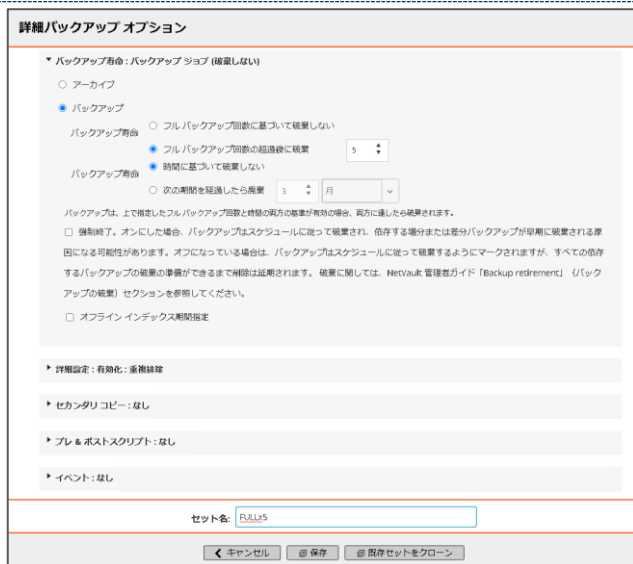 詳細バックアップ オプション
バックアップ寿命 : バックアップ ジョブ (破棄しない)
アーカイブ
バックアップ
バックアップ寿命
フル バックアップ回数に基づいて破棄しない
フル バックアップ回数の超過後に破棄
5
バックアップ寿命
時間に基づいて破棄しない
次の期間を経過したら廃棄
3
月
バックアップは、上で指定したフル バックアップ回数と時間の両方の基準が有効の場合、両方に達したら破棄されます。
強制終了。オンにした場合、バックアップはスケジュールに従って破棄され、依存する増分または差分バックアップが早期に破棄される原
因になる可能性があります。オフになっている場合は、バックアップはスケジュールに従って破棄するようにマークされますが、すべての依存
するバックアップの破棄の準備ができるまで削除は延期されます。 破棄に関しては、NetVault 管理者ガイド「Backup retirement」（バック
アップの破棄）セクションを参照してください。
オフライン インデックス期間指定
詳細設定 : 有効化 : 重複排除
セカンダリ コピー : なし
プレ & ポストスクリプト : なし
イベント : なし
セット名:
FULLx5
キャンセル
保存
既存セットをクローン